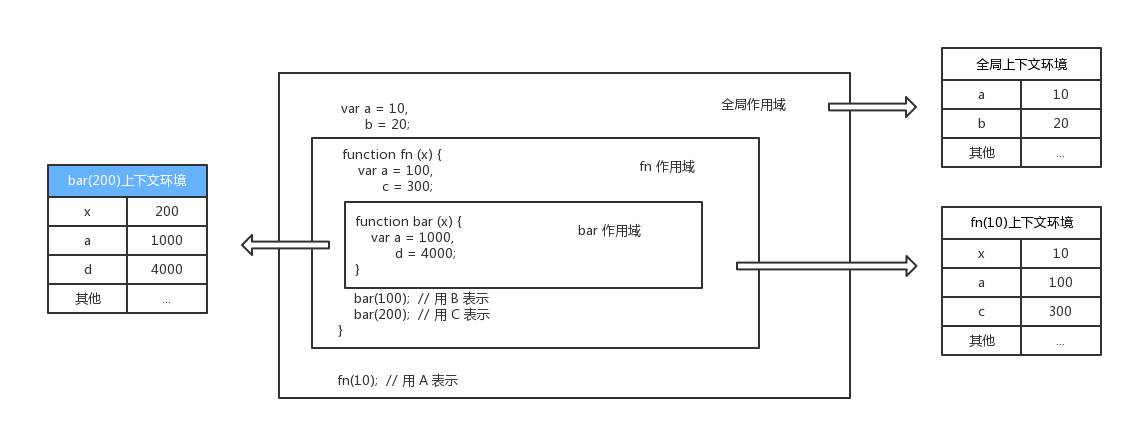 全局上下文环境
a 10
b 20
其他 ...
var a = 10,
b = 20;
全局作用域
function fn (x) {
var a = 100,
c = 300;
fn 作用域
bar(200)上下文环境
x 200
a 1000
d 4000
其他 ...
function bar (x) {
var a = 1000,
d = 4000;
}
bar 作用域
fn(10)上下文环境
x 10
a 100
c 300
其他 ...
bar(100); // 用 B 表示
bar(200); // 用 C 表示
}
fn(10); // 用 A 表示